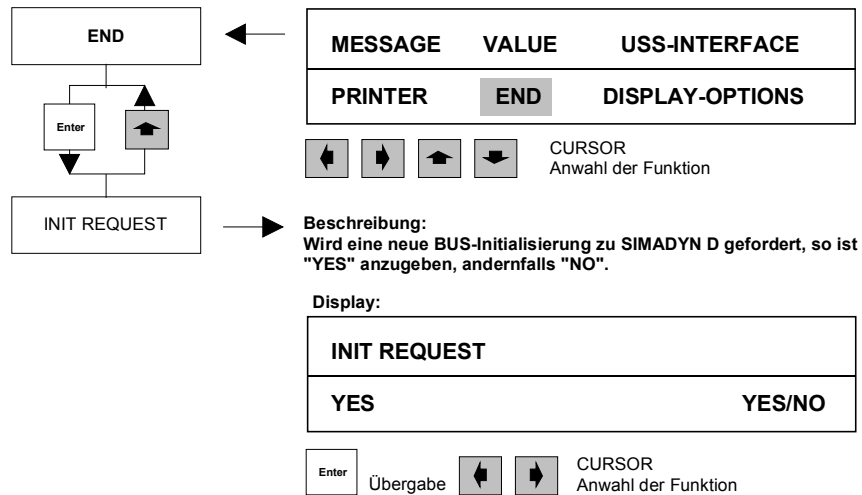 END
MESSAGE VALUE USS-INTERFACE
PRINTER END DISPLAY-OPTIONS
Enter
CURSOR
Anwahl der Funktion
INIT REQUEST
Beschreibung:
Wird eine neue BUS-Initialisierung zu SIMADYN D gefordert, so ist
"YES" anzugeben, andernfalls "NO".
Display:
INIT REQUEST
YES YES/NO
Enter Übergabe
CURSOR
Anwahl der Funktion